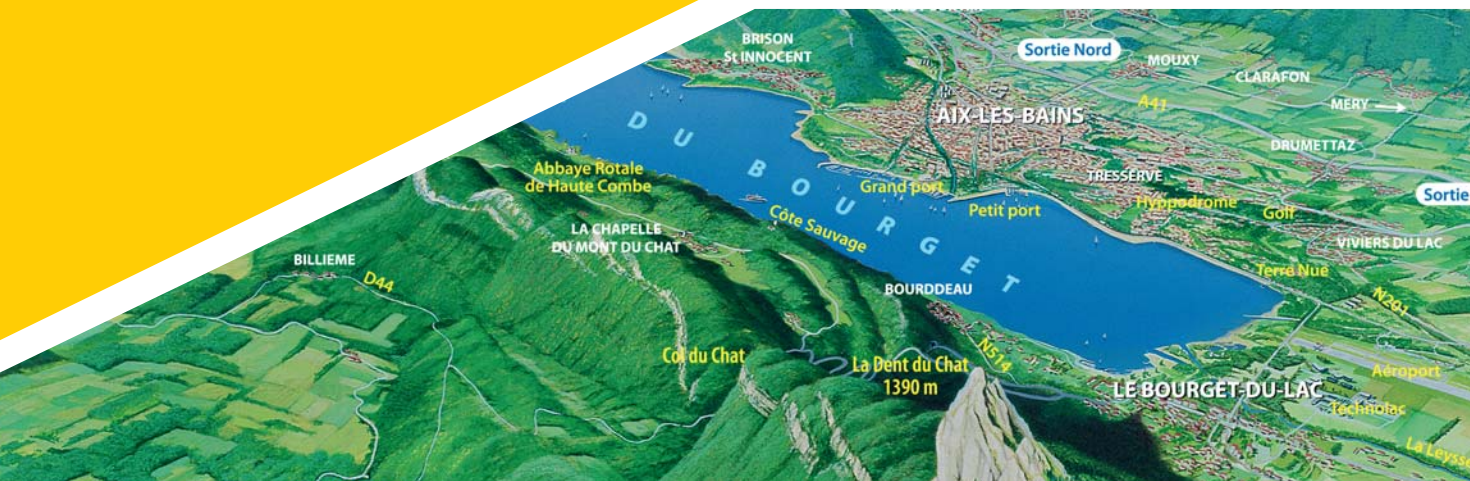 BRISON
St INNOCENT
Sortie Nord
MOUXY
CLARAFON
MERY
A41
AIX-LES-BAINS
DRUMETTAZ
DU BOURGET
Abbaye Rotale
de Haute Combe
TRESSERVE
Grand port
Petit port
Hyppodrome
Golf
Sortie
Côte Sauvage
LA CHAPELLE
DU MONT DU CHAT
VIVIERS DU LAC
BILLIEME
D44
Terre Nue
BOURDDEAU
N201
Col du Chat
La Dent du Chat
1390 m
N514
Aéroport
LE BOURGET-DU-LAC
Technolac
La Leysse